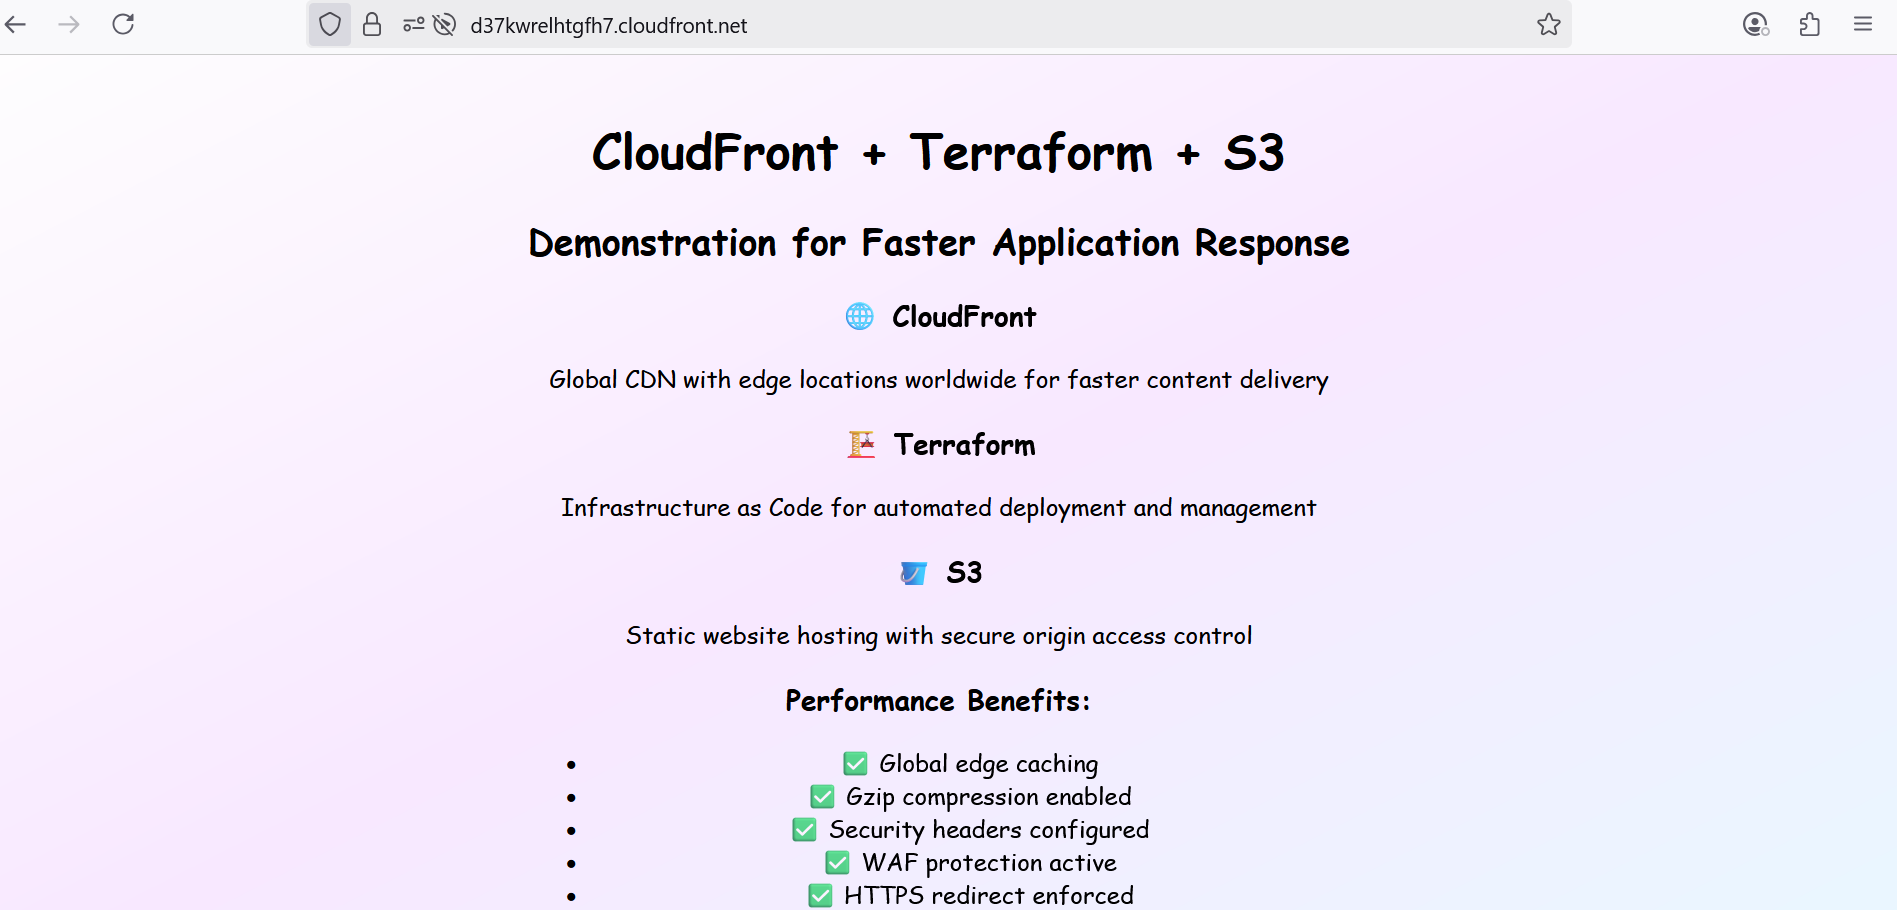 d37kwrelhtgfh7.cloudfront.net
CloudFront + Terraform + S3
Demonstration for Faster Application Response
🌐 CloudFront
Global CDN with edge locations worldwide for faster content delivery
🏗️ Terraform
Infrastructure as Code for automated deployment and management
🪣 S3
Static website hosting with secure origin access control
Performance Benefits:
• ✅ Global edge caching
• ✅ Gzip compression enabled
• ✅ Security headers configured
• ✅ WAF protection active
• ✅ HTTPS redirect enforced